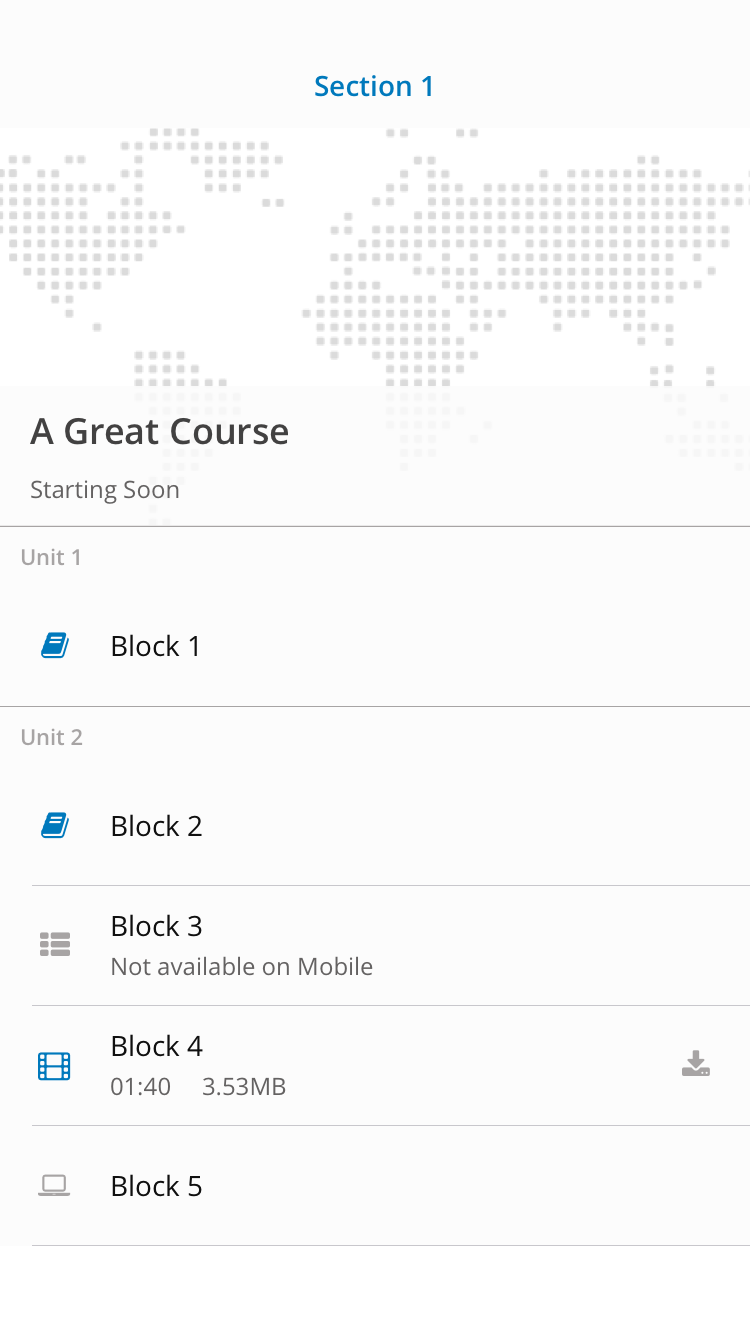 Section 1
A Great Course
Starting Soon
Unit 1
Block 1
Unit 2
Block 2
Block 3
Not available on Mobile
Block 4
01:40 3.53MB
Block 5